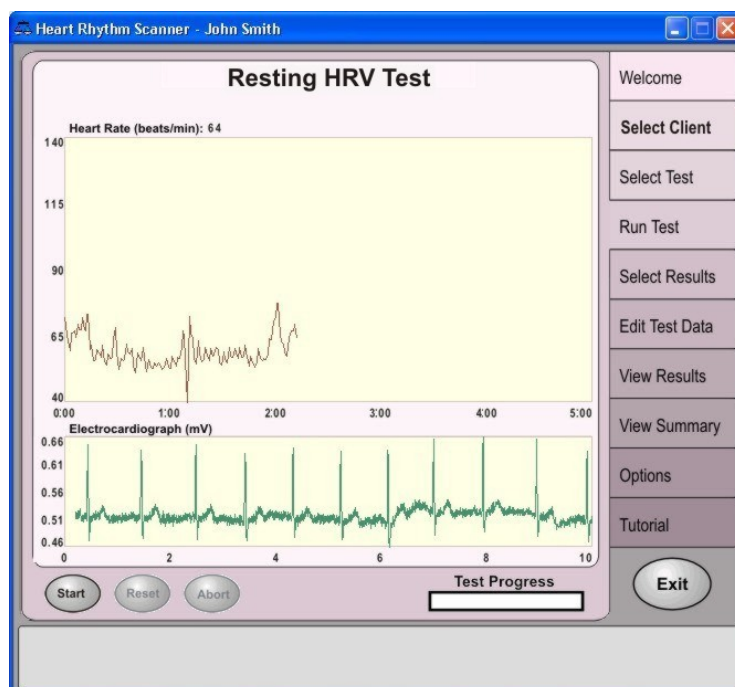 Heart Rhythm Scanner - John Smith
Resting HRV Test
Heart Rate (beats/min): 64
140
115
90
65
40
0:00 1:00 2:00 3:00 4:00 5:00
Electrocardiograph (mV)
0.66
0.61
0.56
0.51
0.46
0 2 4 6 8 10
Start Reset Abort
Test Progress
Welcome
Select Client
Select Test
Run Test
Select Results
Edit Test Data
View Results
View Summary
Options
Tutorial
Exit